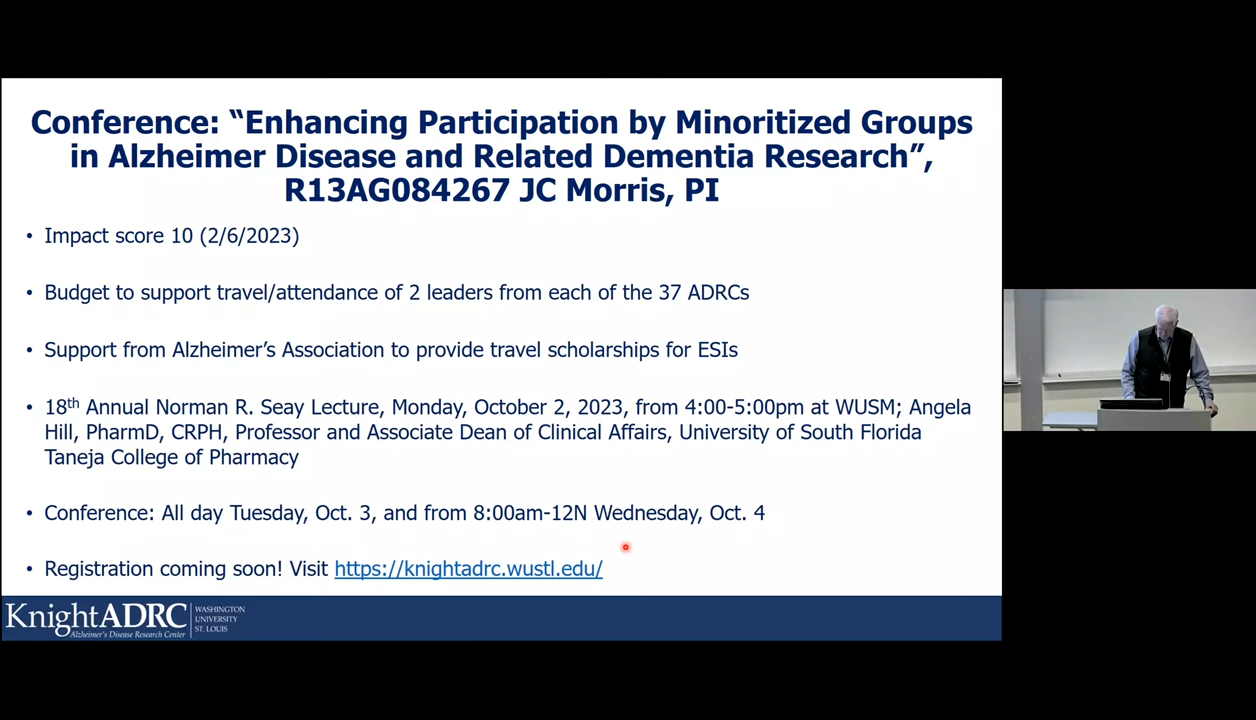 Conference: “Enhancing Participation by Minoritized Groups
in Alzheimer Disease and Related Dementia Research”,
R13AG084267 JC Morris, PI
• Impact score 10 (2/6/2023)
• Budget to support travel/attendance of 2 leaders from each of the 37 ADRCs
• Support from Alzheimer’s Association to provide travel scholarships for ESIs
• 18th Annual Norman R. Seay Lecture, Monday, October 2, 2023, from 4:00-5:00pm at WUSM; Angela
Hill, PharmD, CRPH, Professor and Associate Dean of Clinical Affairs, University of South Florida
Taneja College of Pharmacy
• Conference: All day Tuesday, Oct. 3, and from 8:00am-12N Wednesday, Oct. 4
• Registration coming soon! Visit https://knightadrc.wustl.edu/
KnightADRC
Alzheimer's Disease Research Center
WASHINGTON
UNIVERSITY
ST. LOUIS